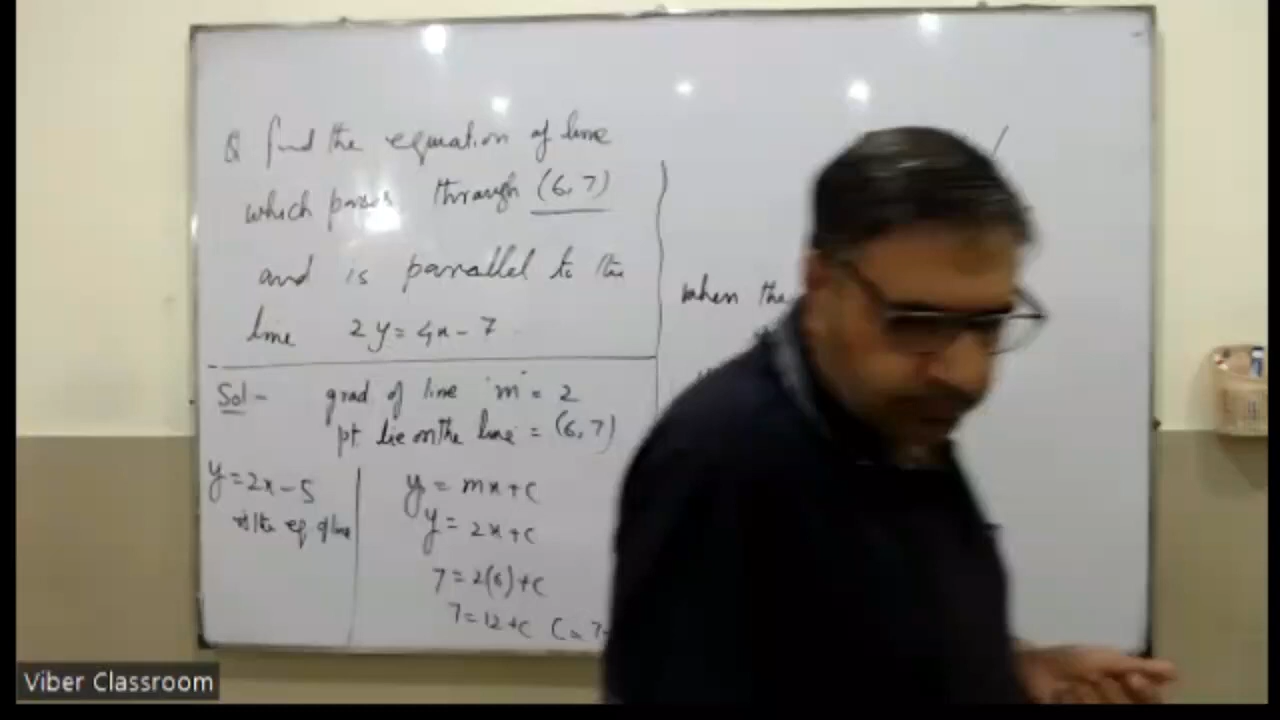 Q find the equation of line
which passes through (6,7)
and is parallel to the
line 2y=4x-7
Sol- grad of line "m" = 2
pt lie on the line = (6,7)
y=2x-5
is the eq of line
y = mx+c
y = 2x+c
7=2(6)+c
7=12+c C=7-
when the
Viber Classroom